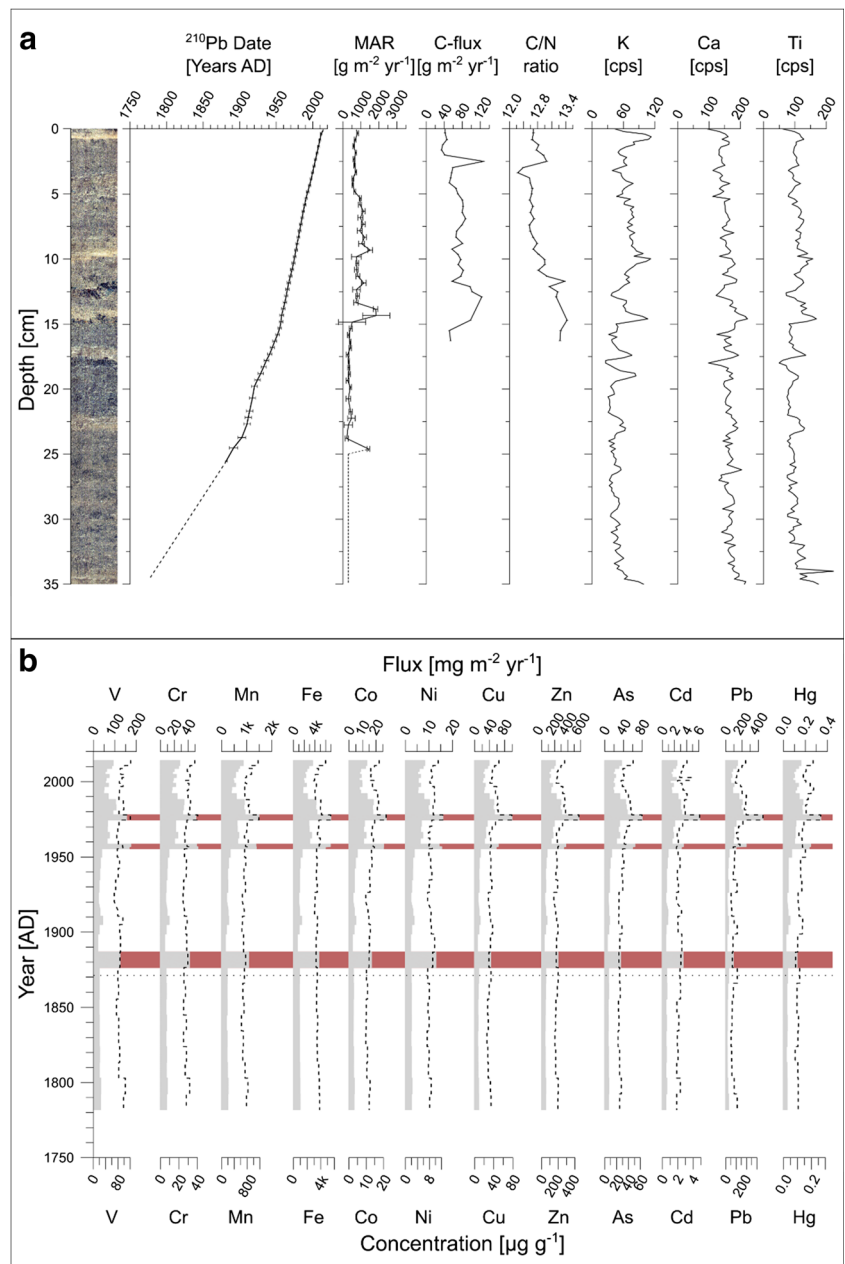 a
²¹⁰Pb Date MAR C-flux C/N K Ca Ti
[Years AD] [g m⁻² yr⁻¹] [g m⁻² yr⁻¹] ratio [cps] [cps] [cps]
1750 1800 1850 1900 1950 2000 0 1000 2000 3000 0 40 80 120 12.0 12.8 13.4 0 60 120 0 100 200 0 100 200
0
5
10
15
20
25
30
35
Depth [cm]
b
Flux [mg m⁻² yr⁻¹]
V Cr Mn Fe Co Ni Cu Zn As Cd Pb Hg
0 100 200 0 20 40 0 1k 2k 0 4k 0 10 20 0 10 20 0 40 80 0 200 400 600 0 40 80 0 2 4 6 0 200 400 0.0 0.2 0.4
2000
1950
1900
1850
1800
1750
Year [AD]
0 80 0 20 40 0 800 0 4k 0 10 20 0 8 0 40 80 0 200 400 0 20 40 60 0 2 4 0 200 0.0 0.2
V Cr Mn Fe Co Ni Cu Zn As Cd Pb Hg
Concentration [µg g⁻¹]